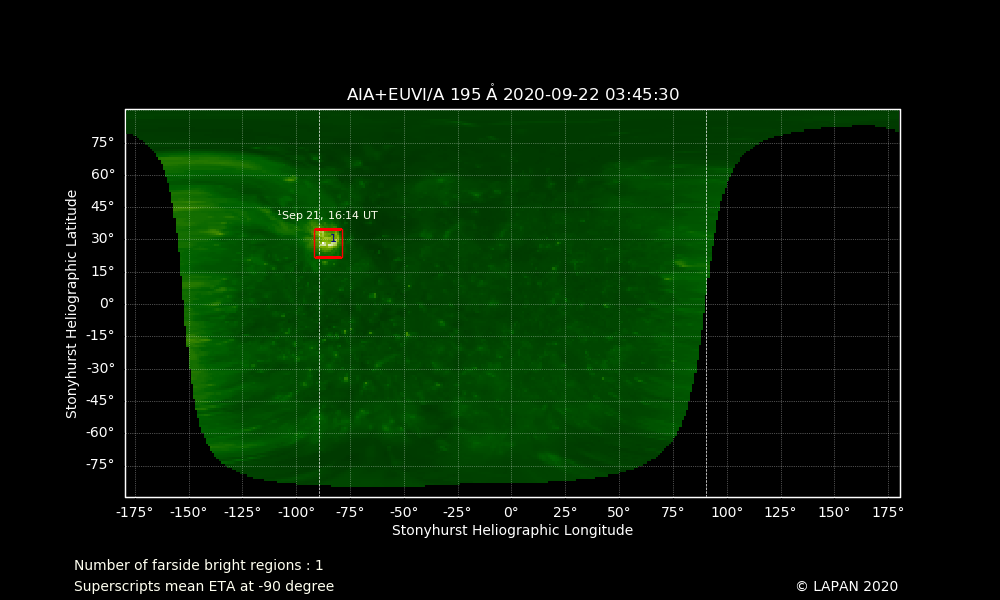 AIA+EUVI/A 195 Å 2020-09-22 03:45:30
Stonyhurst Heliographic Latitude
75°
60°
45°
30°
15°
0°
-15°
-30°
-45°
-60°
-75°
¹Sep 21, 16:14 UT
1
-175° -150° -125° -100° -75° -50° -25° 0° 25° 50° 75° 100° 125° 150° 175°
Stonyhurst Heliographic Longitude
Number of farside bright regions : 1
Superscripts mean ETA at -90 degree
© LAPAN 2020